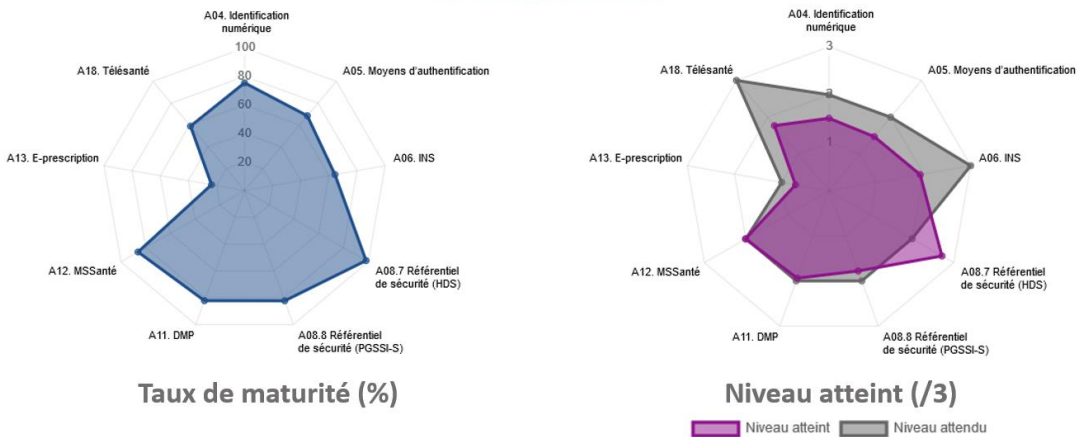 A04. Identification
numérique
100
80
60
40
20
A05. Moyens d'authentification
A06. INS
A08.7 Référentiel
de sécurité (HDS)
A08.8 Référentiel
de sécurité (PGSSI-S)
A11. DMP
A12. MSSanté
A13. E-prescription
A18. Télésanté
Taux de maturité (%)
A04. Identification
numérique
3
2
1
A05. Moyens d'authentification
A06. INS
A08.7 Référentiel
de sécurité (HDS)
A08.8 Référentiel
de sécurité (PGSSI-S)
A11. DMP
A12. MSSanté
A13. E-prescription
A18. Télésanté
Niveau atteint (/3)
Niveau atteint
Niveau attendu